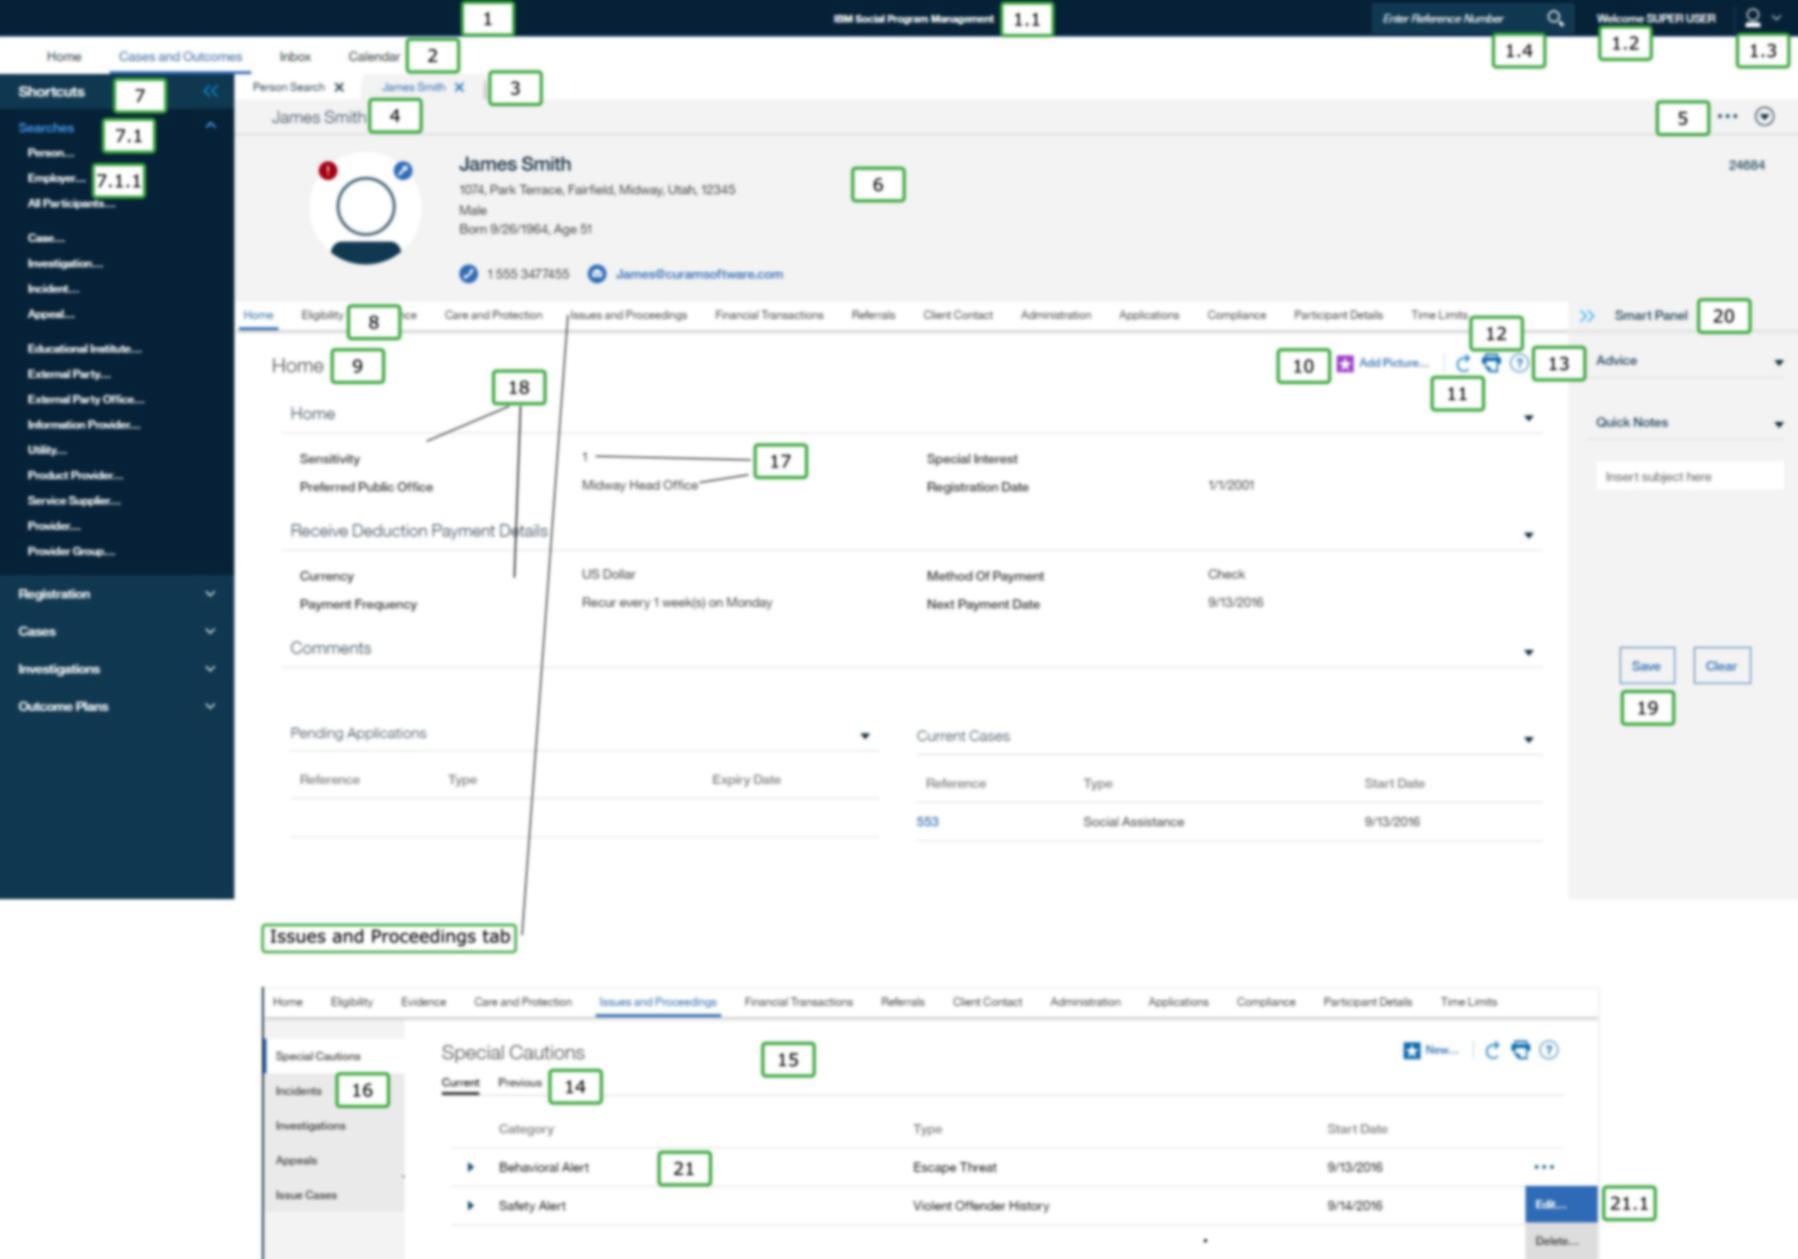 1
IBM Social Program Management 1.1
Enter Reference Number
Welcome SUPER USER
1.4 1.2 1.3
Home Cases and Outcomes Inbox Calendar 2
Shortcuts 7
Person Search James Smith 3
James Smith 4
5
Searches 7.1
Person...
Employer... 7.1.1
All Participants...
Case...
Investigation...
Incident...
Appeal...
Educational Institute...
External Party...
External Party Office...
Information Provider...
Utility...
Product Provider...
Service Supplier...
Provider...
Provider Group...
Registration
Cases
Investigations
Outcome Plans
James Smith 6 24684
1074, Park Terrace, Fairfield, Midway, Utah, 12345
Male
Born 9/26/1964, Age 51
1 555 3477455 James@curamsoftware.com
Home Eligibility 8 nce Care and Protection Issues and Proceedings Financial Transactions Referrals Client Contact Administration Applications Compliance Participant Details Time Limits
12
Smart Panel 20
Home 9
10 Add Picture... 13
11
Advice
18
Home
Quick Notes
Sensitivity 1 17 Special Interest
Preferred Public Office Midway Head Office Registration Date 1/1/2001
Insert subject here
Receive Deduction Payment Details
Currency US Dollar Method Of Payment Check
Payment Frequency Recur every 1 week(s) on Monday Next Payment Date 9/13/2016
Comments
Save Clear
19
Pending Applications Current Cases
Reference Type Expiry Date
Reference Type Start Date
553 Social Assistance 9/13/2016
Issues and Proceedings tab
Home Eligibility Evidence Care and Protection Issues and Proceedings Financial Transactions Referrals Client Contact Administration Applications Compliance Participant Details Time Limits
Special Cautions
Incidents 16
Investigations
Appeals
Issue Cases
Special Cautions 15 New...
Current Previous 14
Category Type Start Date
Behavioral Alert 21 Escape Threat 9/13/2016
Safety Alert Violent Offender History 9/14/2016
Edit... 21.1
Delete...